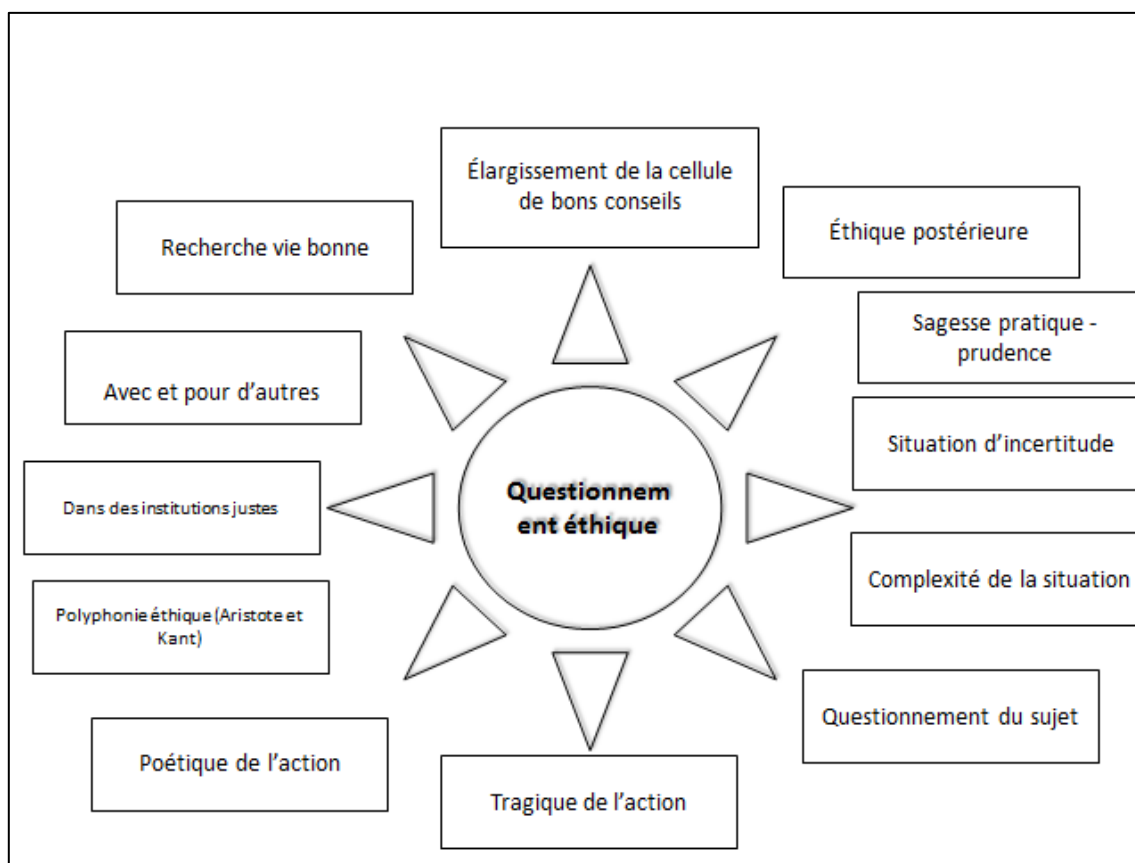 Élargissement de la cellule
de bons conseils
Recherche vie bonne
Éthique postérieure
Sagesse pratique -
prudence
Avec et pour d'autres
Situation d'incertitude
Questionnem
ent éthique
Dans des institutions justes
Complexité de la situation
Polyphonie éthique (Aristote et
Kant)
Questionnement du sujet
Poétique de l'action
Tragique de l'action